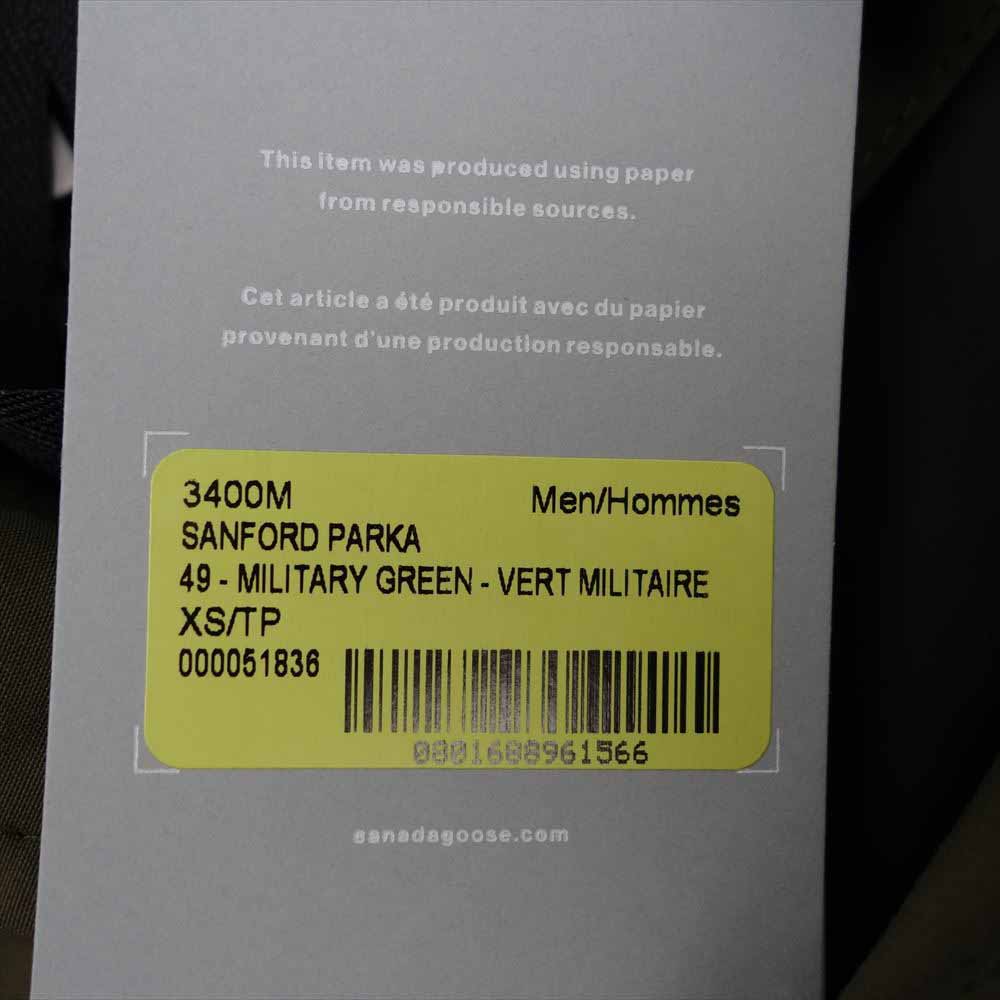 This item was produced using paper
from responsible sources.
Cet article a été produit avec du papier
provenant d'une production responsable.
3400M Men/Hommes
SANFORD PARKA
49 - MILITARY GREEN - VERT MILITAIRE
XS/TP
000051836
0801688961566
canadagoose.com